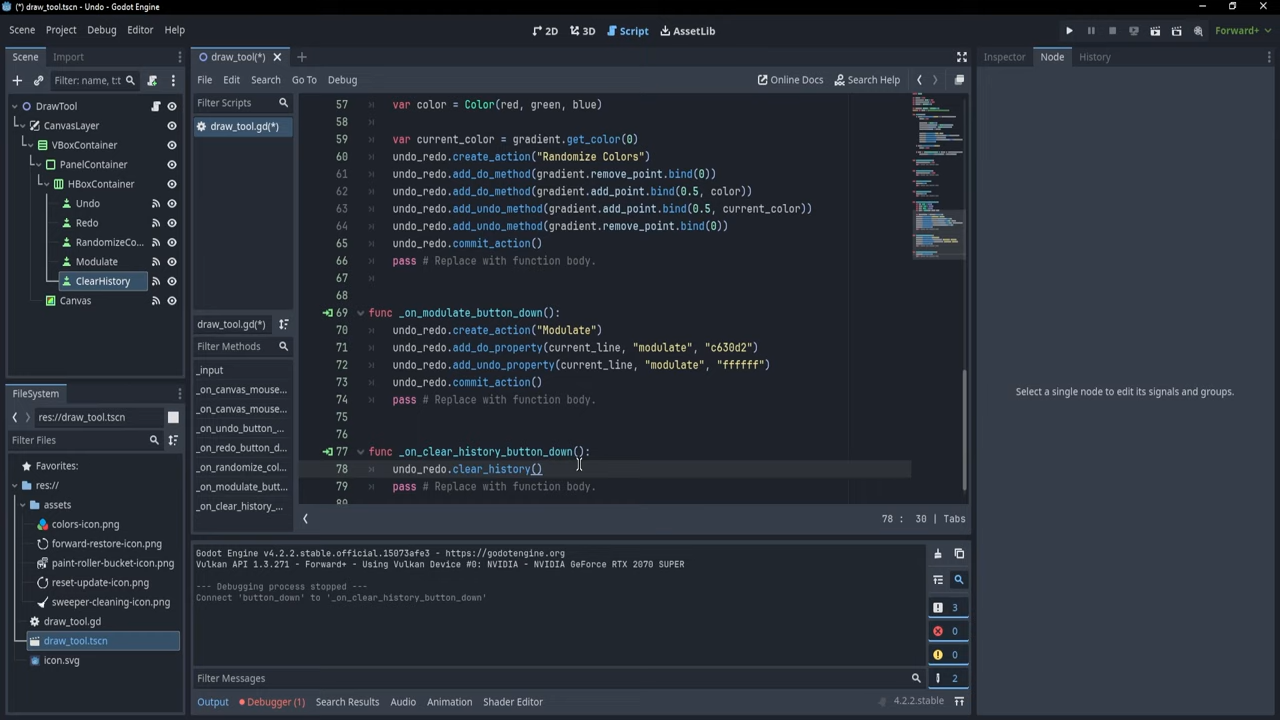 (*) draw_tool.tscn - Undo - Godot Engine
Scene Project Debug Editor Help
2D 3D Script AssetLib
Forward+
Scene Import
Filter: name, t:t
DrawTool
CanvasLayer
VBoxContainer
PanelContainer
HBoxContainer
Undo
Redo
RandomizeCo...
Modulate
ClearHistory
Canvas
FileSystem
res://draw_tool.tscn
Filter Files
Favorites:
res://
assets
colors-icon.png
forward-restore-icon.png
paint-roller-bucket-icon.png
reset-update-icon.png
sweeper-cleaning-icon.png
draw_tool.gd
draw_tool.tscn
icon.svg
draw_tool(*)
File Edit Search Go To Debug
Online Docs Search Help
Filter Scripts
draw_tool.gd(*)
draw_tool.gd(*)
Filter Methods
_input
_on_canvas_mouse...
_on_canvas_mouse...
_on_undo_button_...
_on_redo_button_d...
_on_randomize_col...
_on_modulate_butt...
_on_clear_history_...
57 var color = Color(red, green, blue)
58
59 var current_color = gradient.get_color(0)
60 undo_redo.create_action("Randomize Colors")
61 undo_redo.add_do_method(gradient.remove_point.bind(0))
62 undo_redo.add_do_method(gradient.add_point.bind(0.5, color))
63 undo_redo.add_undo_method(gradient.add_point.bind(0.5, current_color))
64 undo_redo.add_undo_method(gradient.remove_point.bind(0))
65 undo_redo.commit_action()
66 pass # Replace with function body.
67
68
69 func _on_modulate_button_down():
70 undo_redo.create_action("Modulate")
71 undo_redo.add_do_property(current_line, "modulate", "c630d2")
72 undo_redo.add_undo_property(current_line, "modulate", "ffffff")
73 undo_redo.commit_action()
74 pass # Replace with function body.
75
76
77 func _on_clear_history_button_down():
78 undo_redo.clear_history()
79 pass # Replace with function body.
80
78 : 30 | Tabs
Godot Engine v4.2.2.stable.official.15073afe3 - https://godotengine.org
Vulkan API 1.3.271 - Forward+ - Using Vulkan Device #0: NVIDIA - NVIDIA GeForce RTX 2070 SUPER
--- Debugging process stopped ---
Connect 'button_down' to '_on_clear_history_button_down'
3
0
0
2
Filter Messages
Output Debugger (1) Search Results Audio Animation Shader Editor
4.2.2.stable
Inspector Node History
Select a single node to edit its signals and groups.